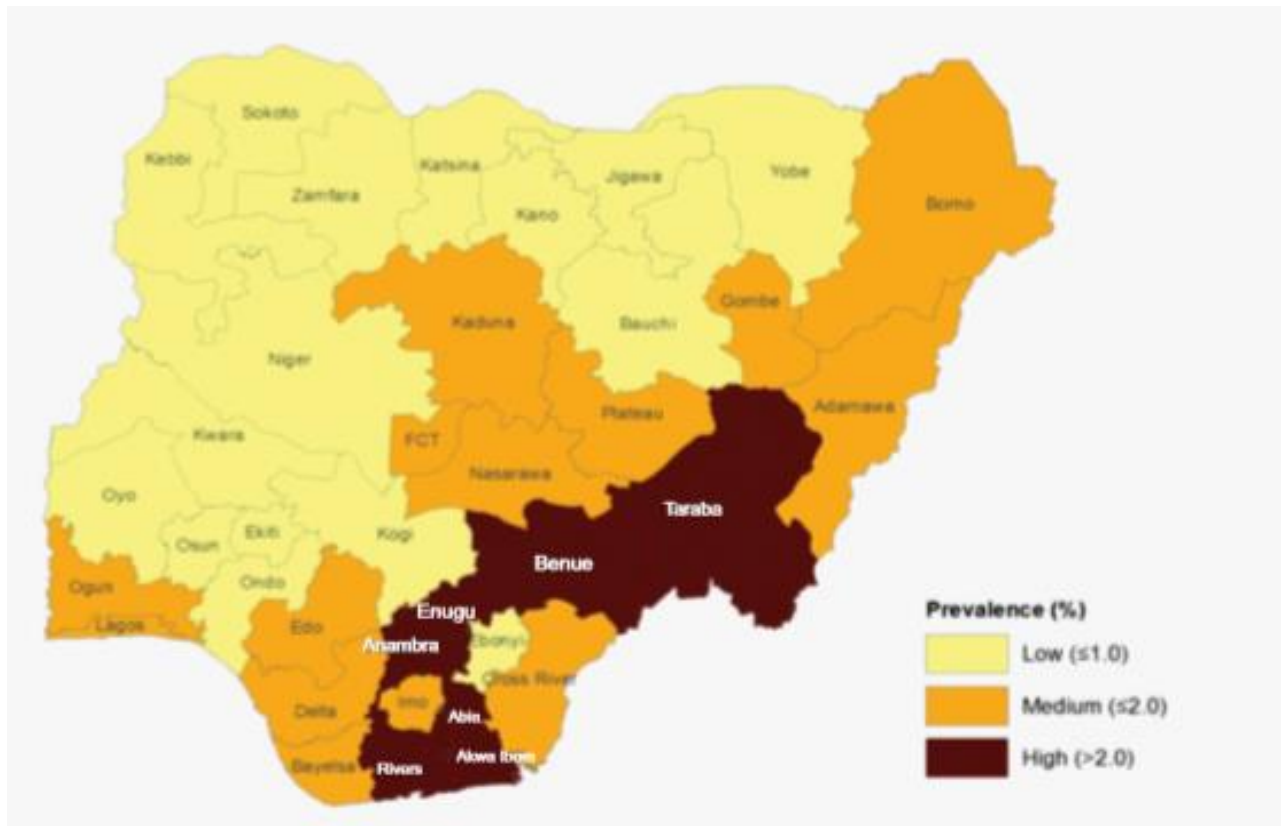 Sokoto
Kebbi
Katsina
Jigawa
Yobe
Zamfara
Kano
Borno
Gombe
Kaduna
Bauchi
Niger
Adamawa
Plateau
FCT
Kwara
Nasarawa
Oyo
Taraba
Ekiti
Kogi
Osun
Benue
Ondo
Ogun
Enugu
Lagos
Edo
Anambra
Ebonyi
Cross River
Imo
Delta
Abia
Akwa Ibom
Bayelsa
Rivers
Prevalence (%)
Low (≤1.0)
Medium (≤2.0)
High (>2.0)